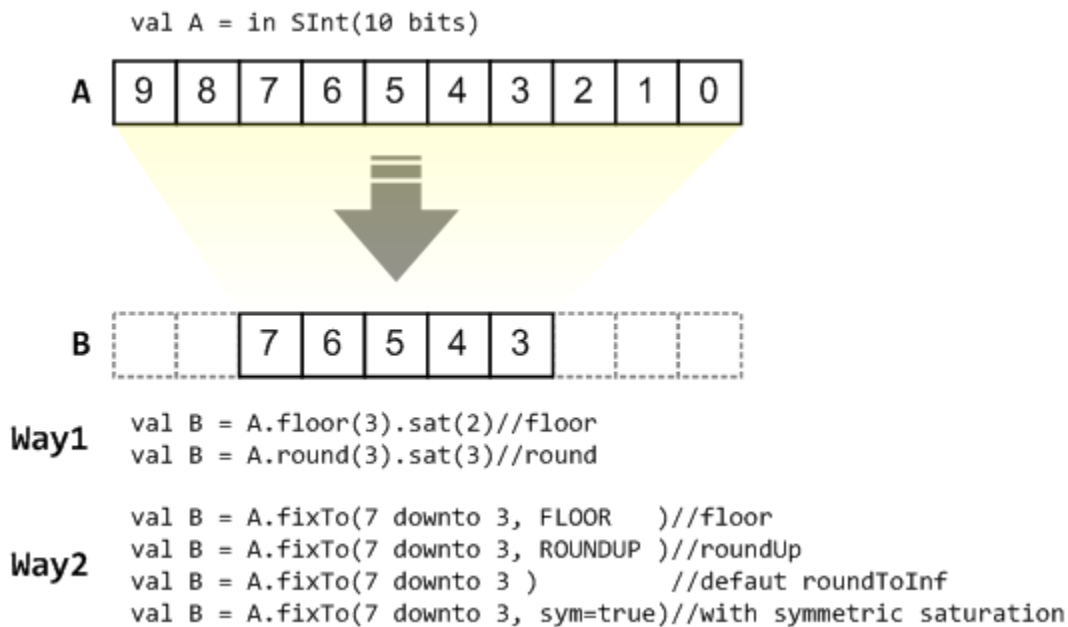 val A = in SInt(10 bits)
A 9 8 7 6 5 4 3 2 1 0
B 7 6 5 4 3
Way1
val B = A.floor(3).sat(2)//floor
val B = A.round(3).sat(3)//round
Way2
val B = A.fixTo(7 downto 3, FLOOR   )//floor
val B = A.fixTo(7 downto 3, ROUNDUP )//roundUp
val B = A.fixTo(7 downto 3 )         //defaut roundToInf
val B = A.fixTo(7 downto 3, sym=true)//with symmetric saturation